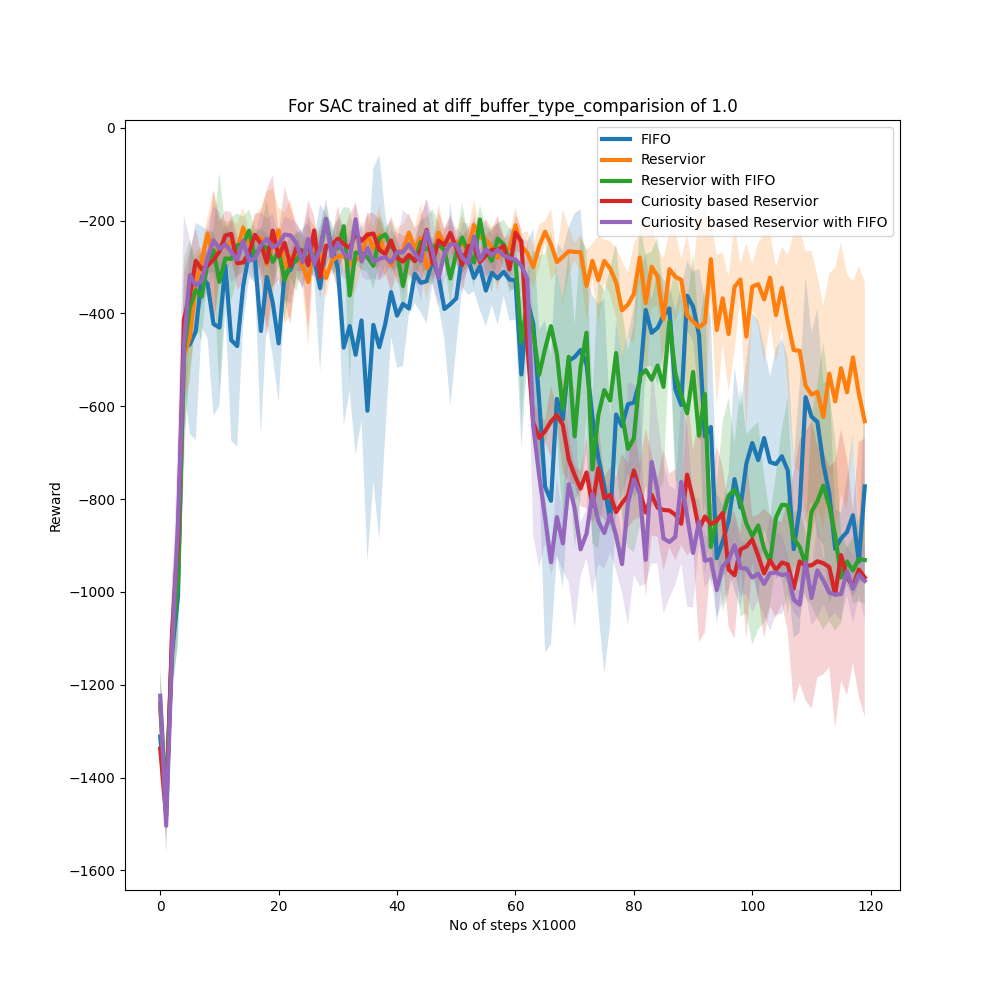 For SAC trained at diff_buffer_type_comparision of 1.0
FIFO
Reservior
Reservior with FIFO
Curiosity based Reservior
Curiosity based Reservior with FIFO
0
−200
−400
−600
−800
−1000
−1200
−1400
−1600
Reward
0 20 40 60 80 100 120
No of steps X1000